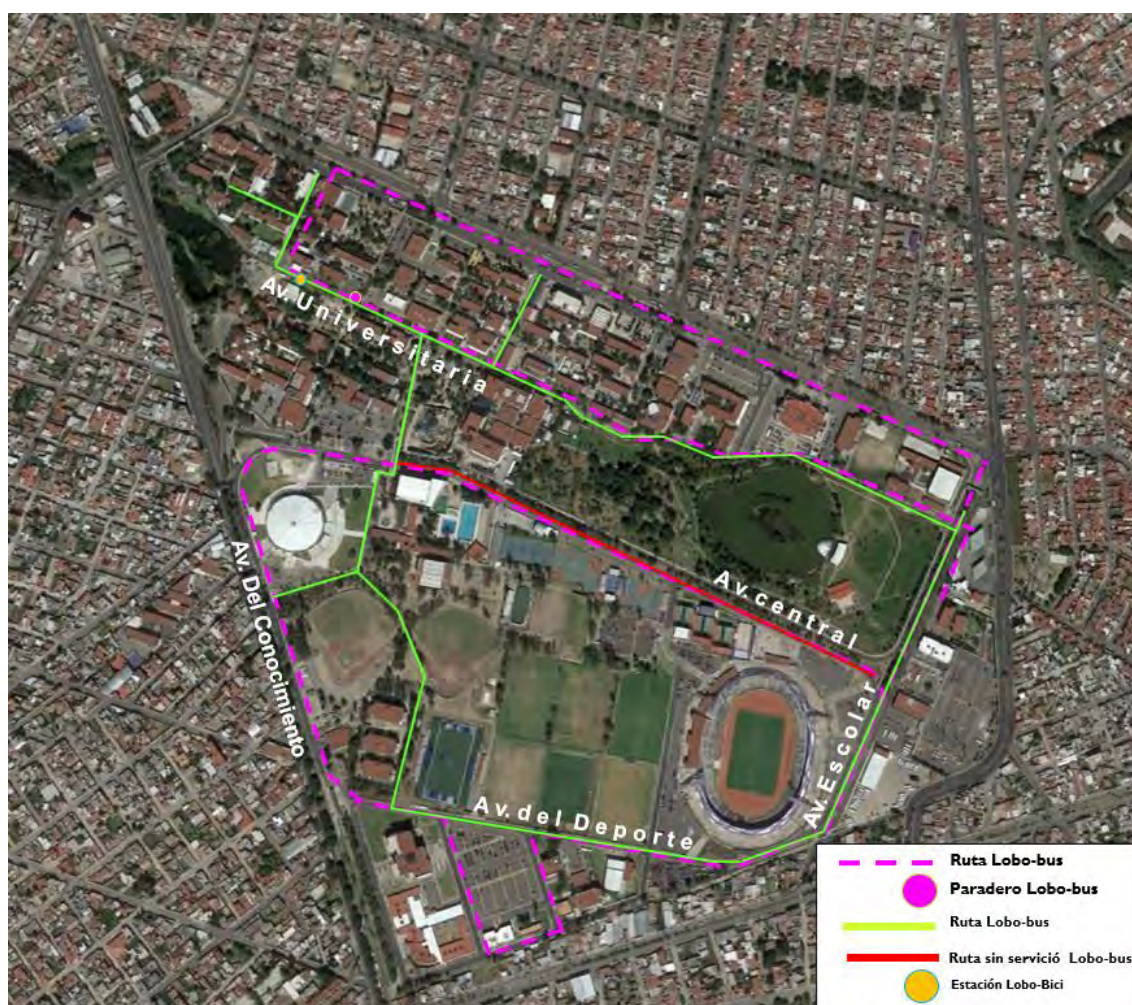 Av. Universitaria
Av. central
Av. Del Conocimiento
Av. Escolar
Av. del Deporte
Ruta Lobo-bus
Paradero Lobo-bus
Ruta Lobo-bus
Ruta sin servició Lobo-bus
Estación Lobo-Bici